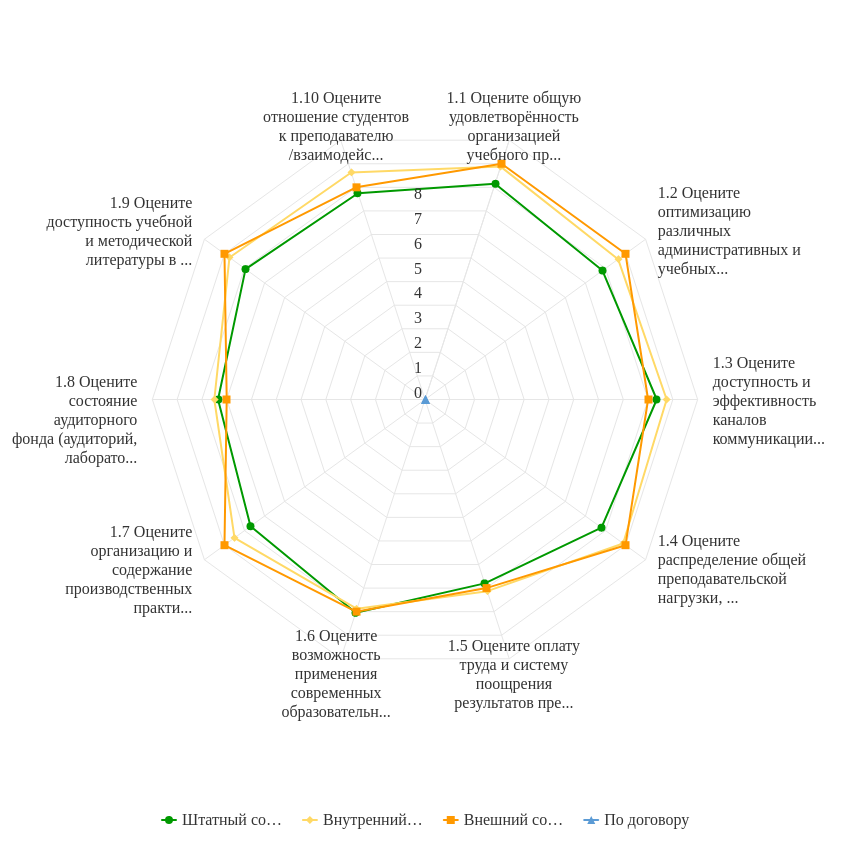 1.10 Оцените
отношение студентов
к преподавателю
/взаимодейс...
1.1 Оцените общую
удовлетворённость
организацией
учебного пр...
1.9 Оцените
доступность учебной
и методической
литературы в ...
1.2 Оцените
оптимизацию
различных
административных и
учебных...
8
7
6
5
4
3
2
1
0
1.8 Оцените
состояние
аудиторного
фонда (аудиторий,
лаборато...
1.3 Оцените
доступность и
эффективность
каналов
коммуникации...
1.7 Оцените
организацию и
содержание
производственных
практи...
1.4 Оцените
распределение общей
преподавательской
нагрузки, ...
1.6 Оцените
возможность
применения
современных
образовательн...
1.5 Оцените оплату
труда и систему
поощрения
результатов пре...
Штатный со… Внутренний… Внешний со… По договору